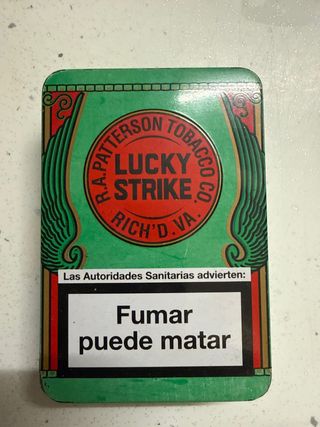 R.A. PATTERSON TOBACCO CO.
LUCKY
STRIKE
RICH'D. VA.
Las Autoridades Sanitarias advierten:
Fumar
puede matar